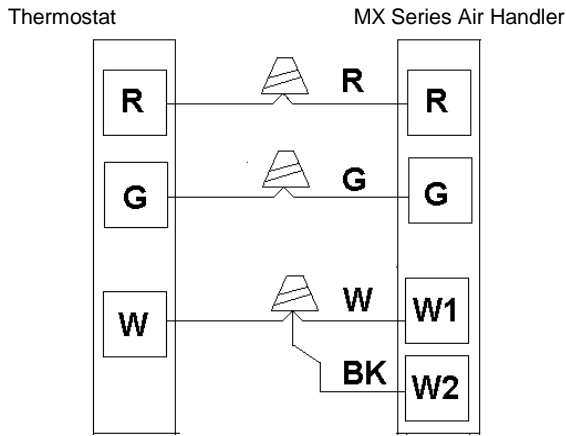 Thermostat MX Series Air Handler
R R R
G G G
W W W1
BK W2